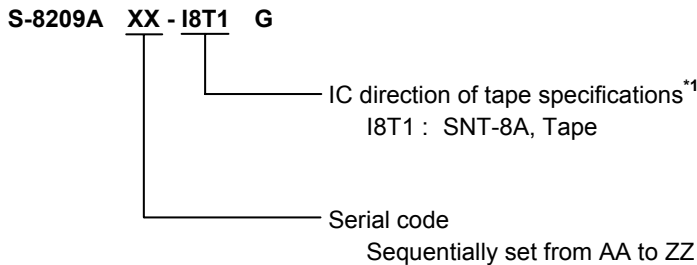 S-8209A XX - I8T1 G
IC direction of tape specifications*1
I8T1 : SNT-8A, Tape
Serial code
Sequentially set from AA to ZZ